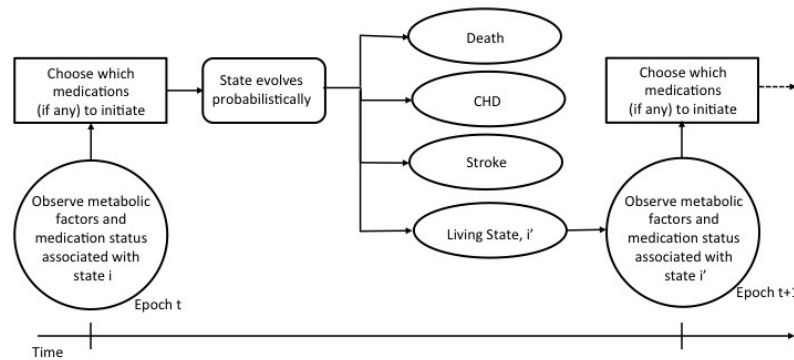 Death
Choose which
medications
(if any) to initiate
State evolves
probabilistically
Choose which
medications
(if any) to initiate
CHD
Stroke
Observe metabolic
factors and
medication status
associated with
state i
Living State, i’
Observe metabolic
factors and
medication status
associated with
state i’
Epoch t
Epoch t+1
Time